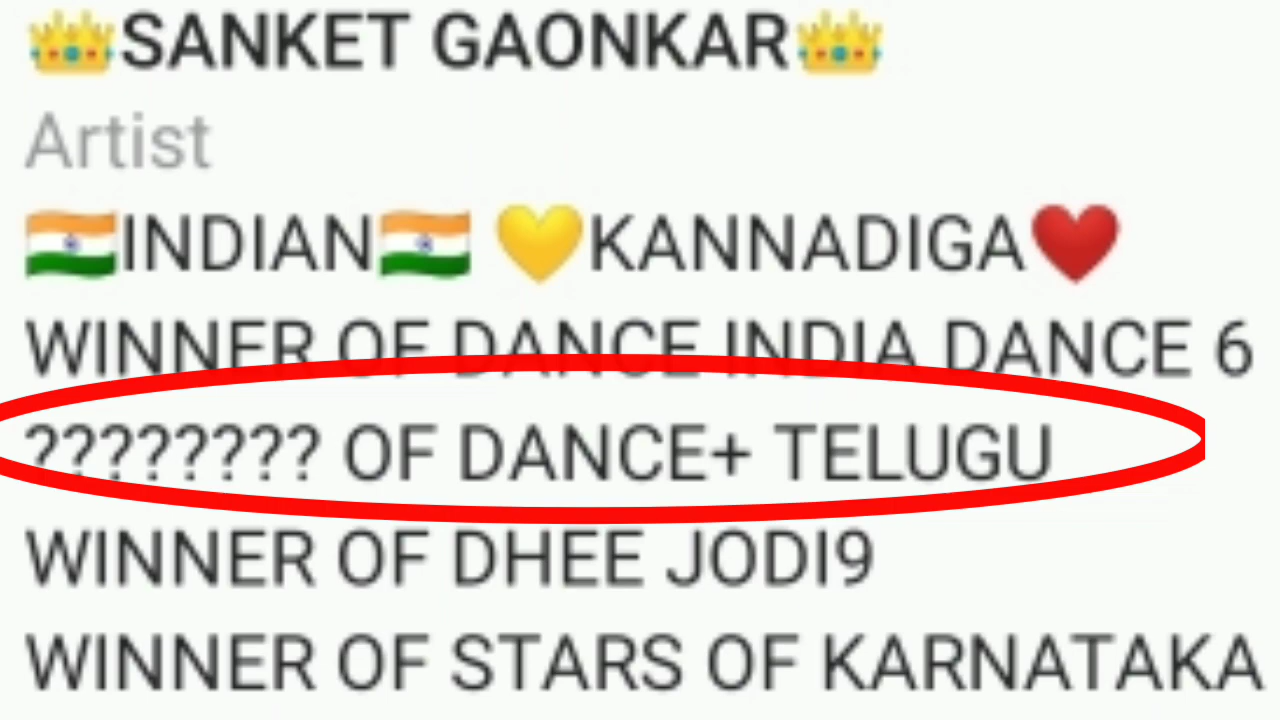 👑SANKET GAONKAR👑
Artist
🇮🇳INDIAN🇮🇳 💛KANNADIGA❤️
WINNER OF DANCE INDIA DANCE 6
???????? OF DANCE+ TELUGU
WINNER OF DHEE JODI9
WINNER OF STARS OF KARNATAKA